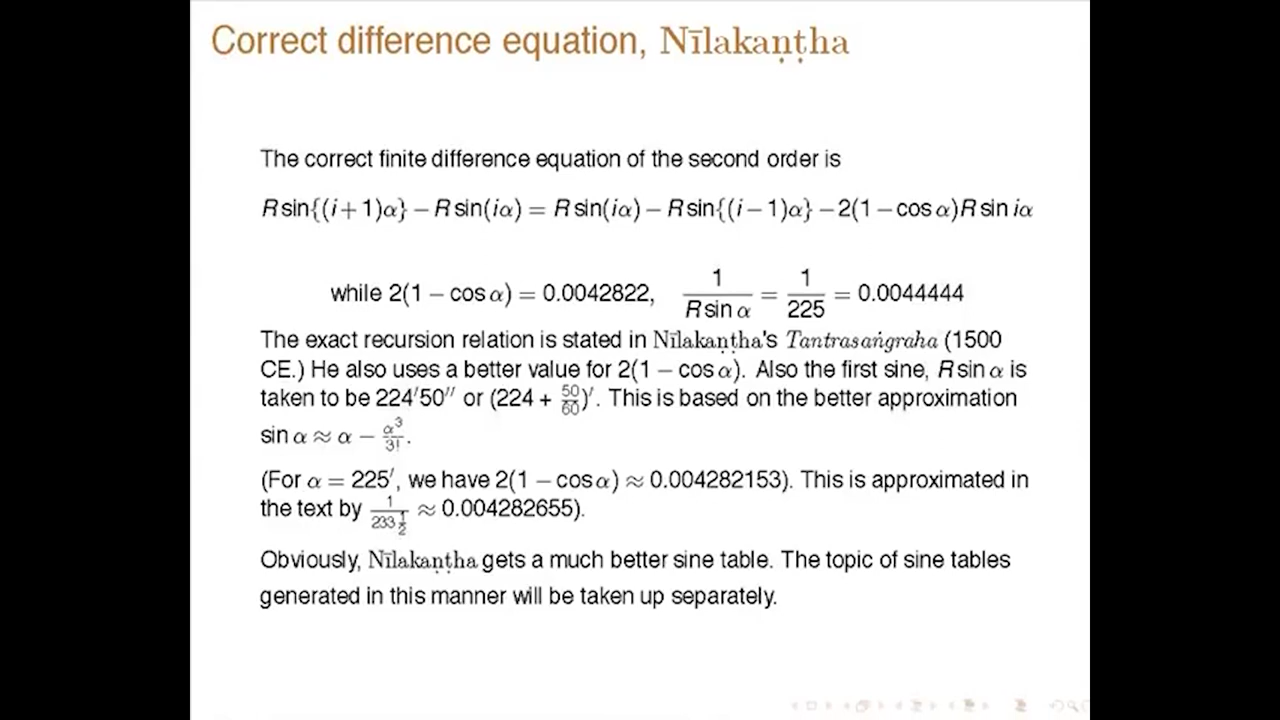 Correct difference equation, Nīlakaṇṭha
The correct finite difference equation of the second order is
R sin{(i+1)α} − R sin(iα) = R sin(iα) − R sin{(i−1)α} − 2(1−cos α)R sin iα
while 2(1 − cos α) = 0.0042822, 1/(R sin α) = 1/225 = 0.0044444
The exact recursion relation is stated in Nīlakaṇṭha's Tantrasaṅgraha (1500
CE.) He also uses a better value for 2(1 − cos α). Also the first sine, R sin α is
taken to be 224′50″ or (224 + 50/60)′. This is based on the better approximation
sin α ≈ α − α³/3!.
(For α = 225′, we have 2(1 − cos α) ≈ 0.004282153). This is approximated in
the text by 1/(233 1/2) ≈ 0.004282655).
Obviously, Nīlakaṇṭha gets a much better sine table. The topic of sine tables
generated in this manner will be taken up separately.